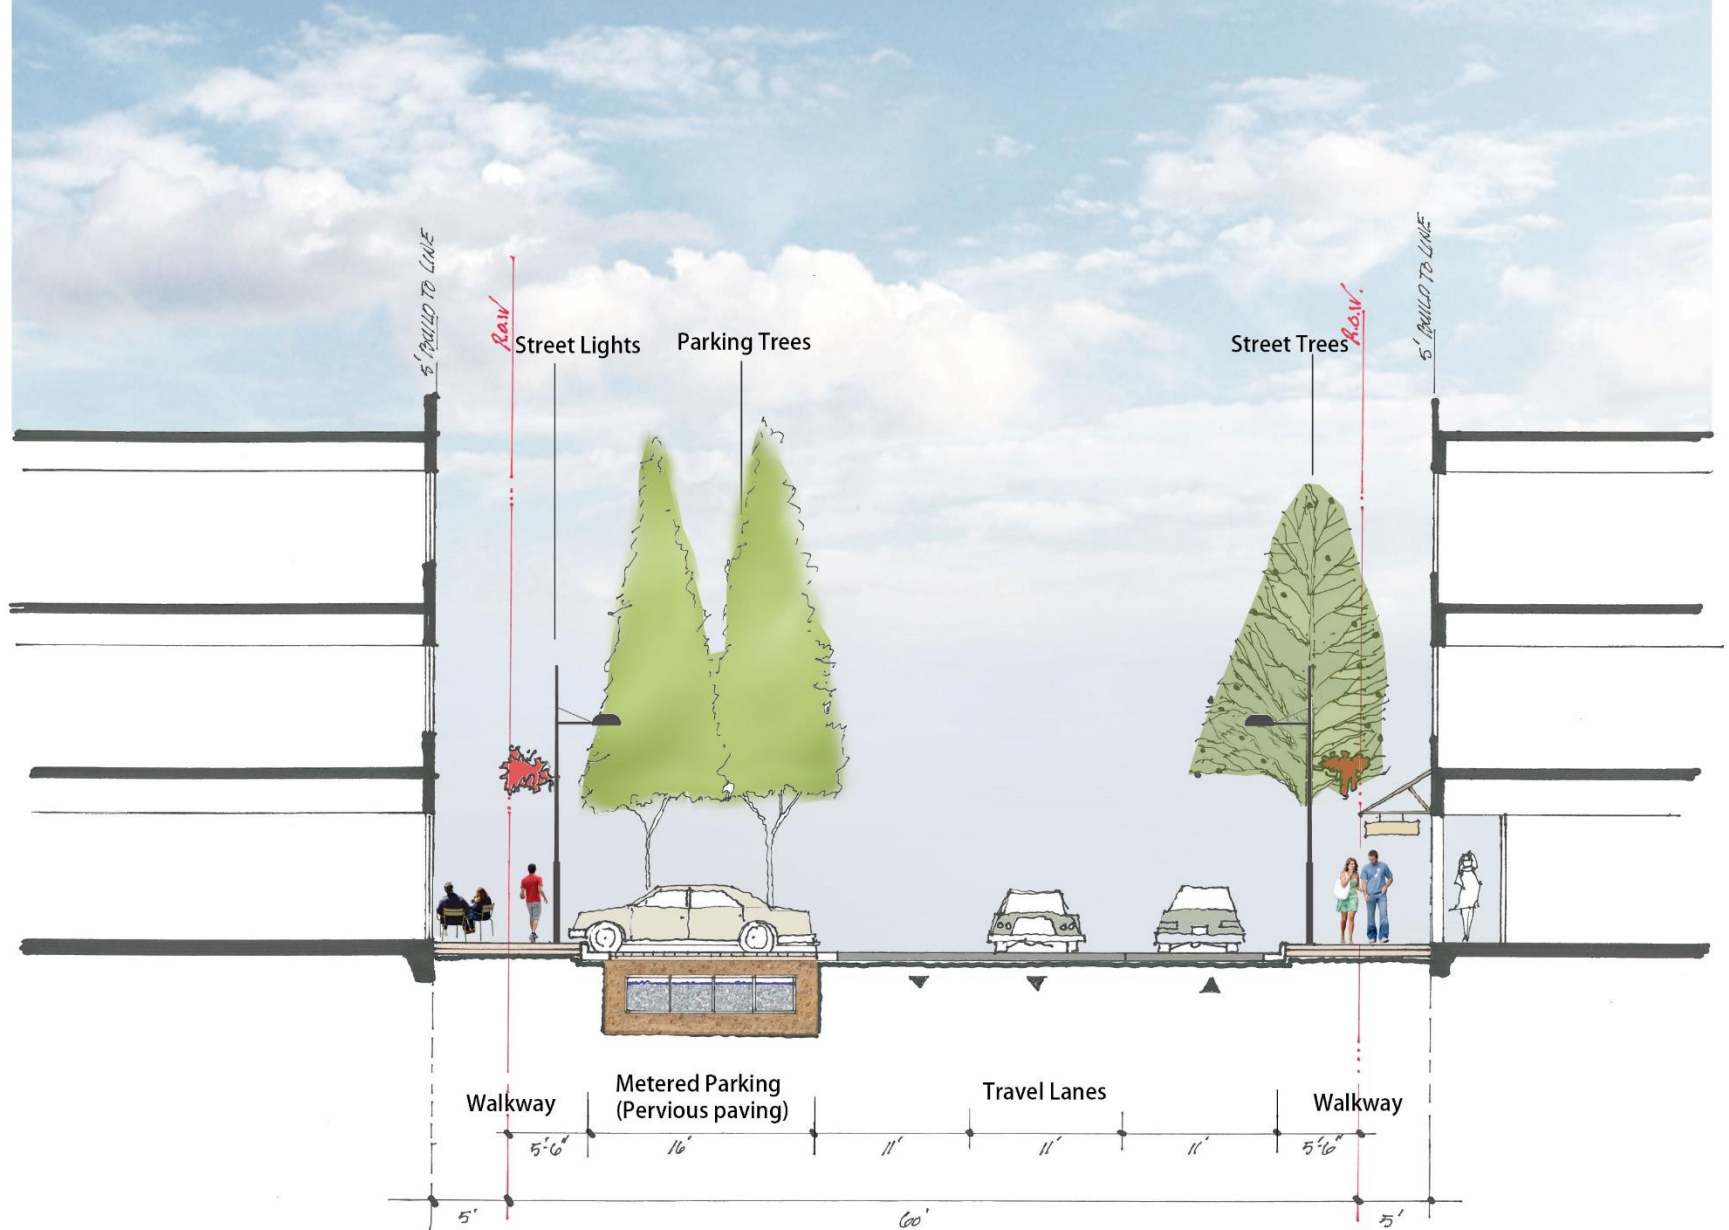 5' BUILD TO LINE
R.O.W
Street Lights
Parking Trees
Street Trees
R.O.W.
5' BUILD TO LINE
Walkway
Metered Parking
(Pervious paving)
Travel Lanes
Walkway
5'-6"
16'
11'
11'
11'
5'-6"
5'
60'
5'